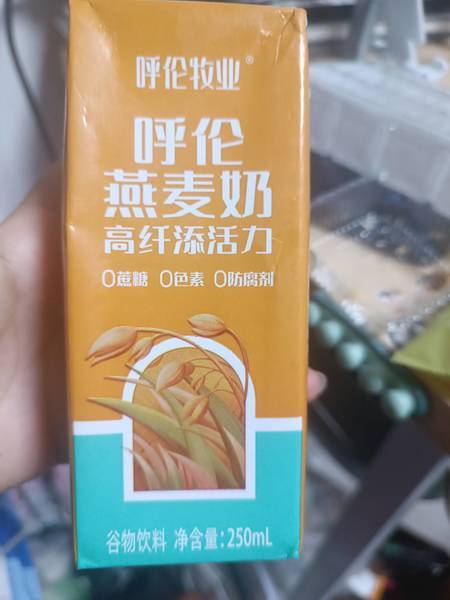 呼伦牧业®
呼伦
燕麦奶
高纤添活力
0蔗糖 0色素 0防腐剂
谷物饮料 净含量:250mL